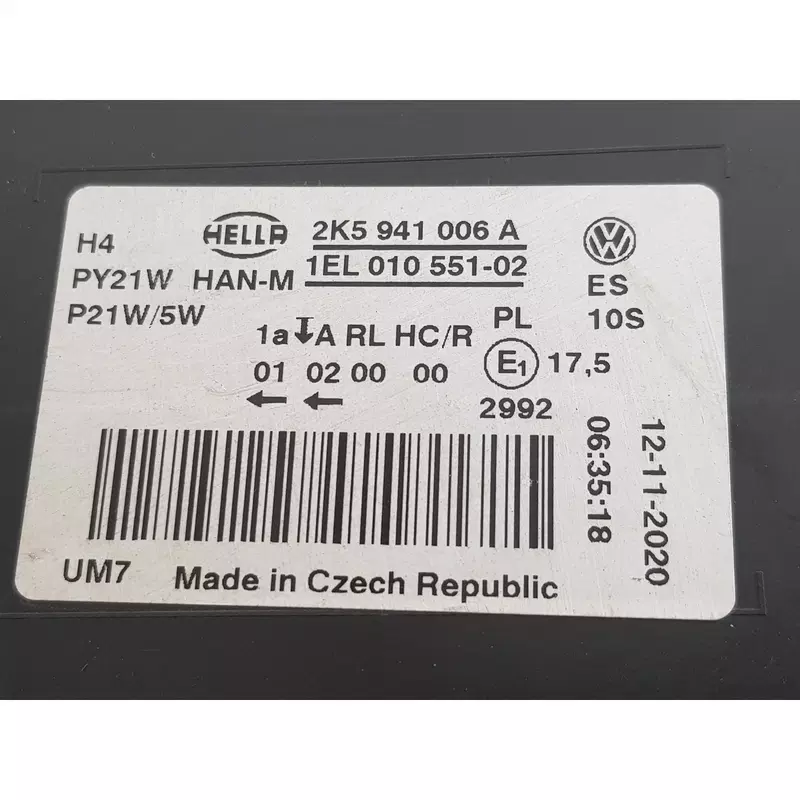 H4
HELLA
2K5 941 006 A
PY21W HAN-M
1EL 010 551-02
P21W/5W
VW
ES
10S
1a A RL HC/R
PL
01 02 00 00
E1 17,5
2992
06:35:18
12-11-2020
UM7
Made in Czech Republic